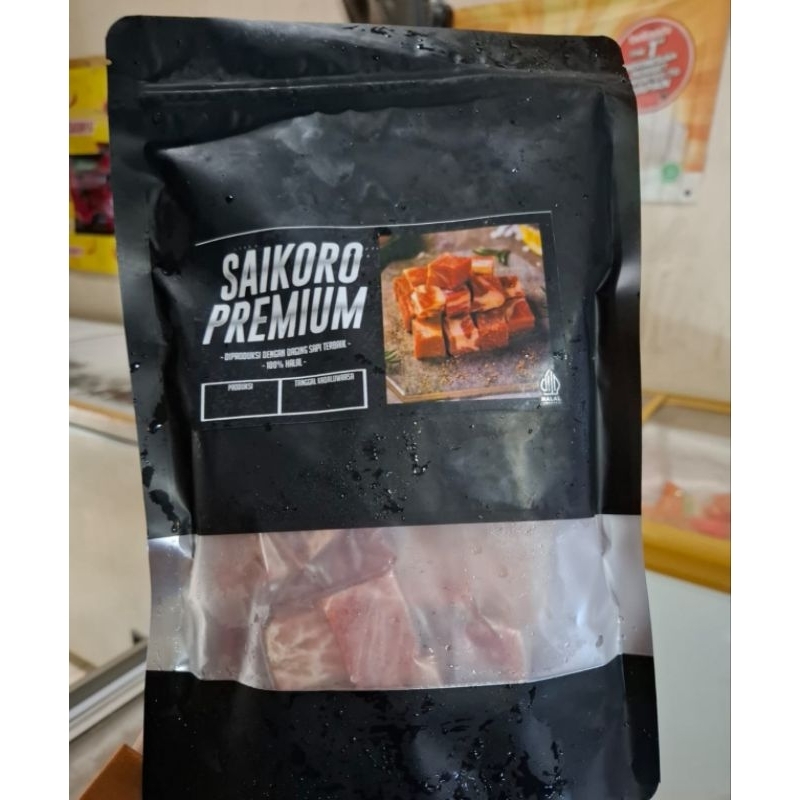 SAIKORO
PREMIUM
- DIPRODUKSI DENGAN DAGING SAPI TERBAIK -
- 100% HALAL -
PRODUKSI
TANGGAL KADALUWARSA
HALAL